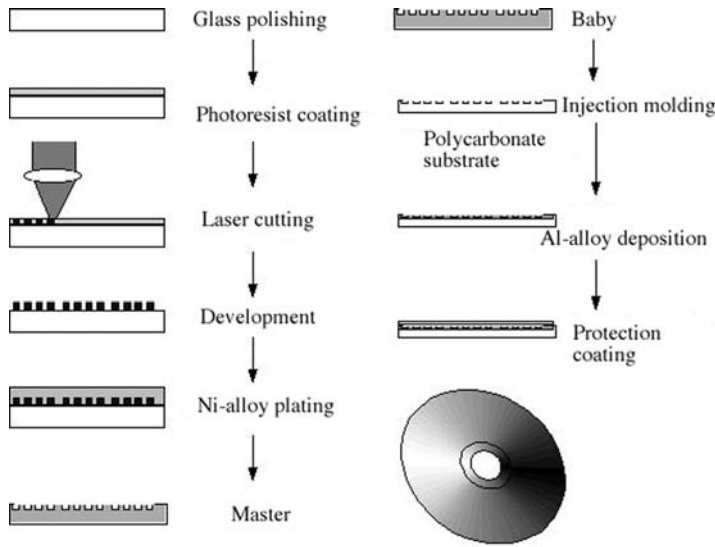 Glass polishing
Photoresist coating
Laser cutting
Development
Ni-alloy plating
Master
Baby
Injection molding
Polycarbonate
substrate
Al-alloy deposition
Protection
coating